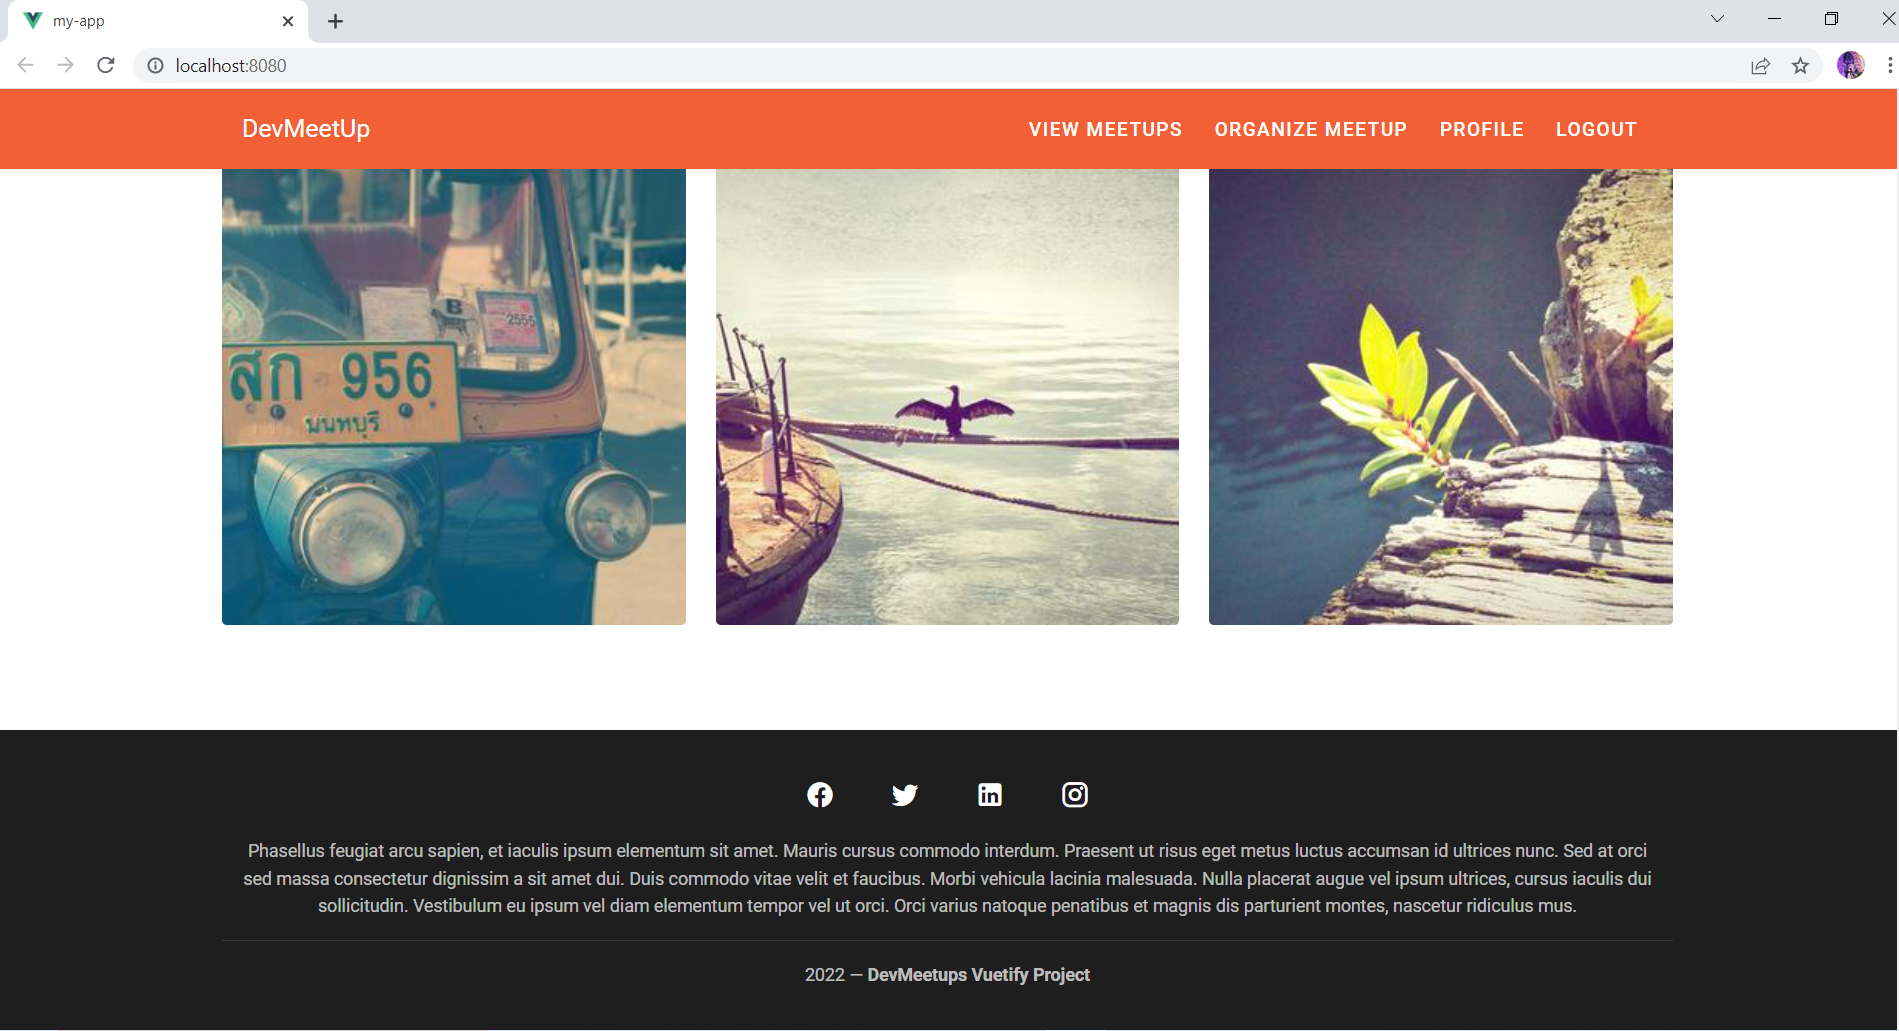 my-app
localhost:8080
DevMeetUp
VIEW MEETUPS ORGANIZE MEETUP PROFILE LOGOUT
B
2555
สก 956
นนทบุรี
Phasellus feugiat arcu sapien, et iaculis ipsum elementum sit amet. Mauris cursus commodo interdum. Praesent ut risus eget metus luctus accumsan id ultrices nunc. Sed at orci
sed massa consectetur dignissim a sit amet dui. Duis commodo vitae velit et faucibus. Morbi vehicula lacinia malesuada. Nulla placerat augue vel ipsum ultrices, cursus iaculis dui
sollicitudin. Vestibulum eu ipsum vel diam elementum tempor vel ut orci. Orci varius natoque penatibus et magnis dis parturient montes, nascetur ridiculus mus.
2022 — DevMeetups Vuetify Project